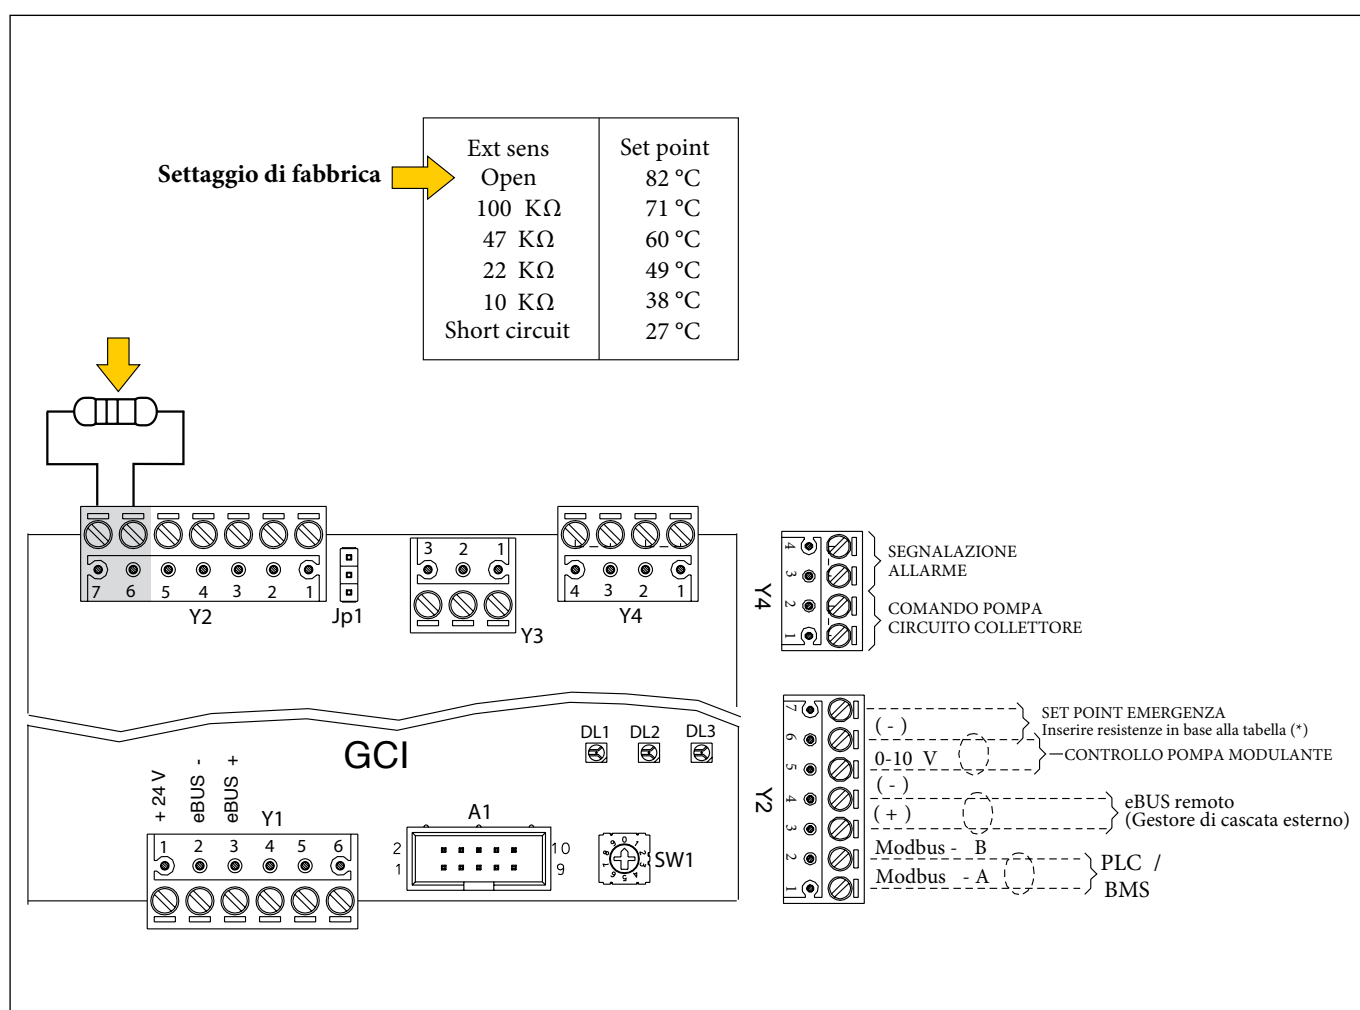 Settaggio di fabbrica
Ext sens Set point
Open 82 °C
100 KΩ 71 °C
47 KΩ 60 °C
22 KΩ 49 °C
10 KΩ 38 °C
Short circuit 27 °C
7 6 5 4 3 2 1
Y2
Jp1
3 2 1
Y3
4 3 2 1
Y4
4 3 2 1
Y4
SEGNALAZIONE
ALLARME
COMANDO POMPA
CIRCUITO COLLETTORE
GCI
DL1 DL2 DL3
+ 24 V
eBUS -
eBUS +
Y1
1 2 3 4 5 6
A1
2 10
1 9
SW1
7 6 5 4 3 2 1
Y2
( - )
0-10 V
( - )
( + )
Modbus - B
Modbus - A
SET POINT EMERGENZA
Inserire resistenze in base alla tabella (*)
CONTROLLO POMPA MODULANTE
eBUS remoto
(Gestore di cascata esterno)
PLC /
BMS